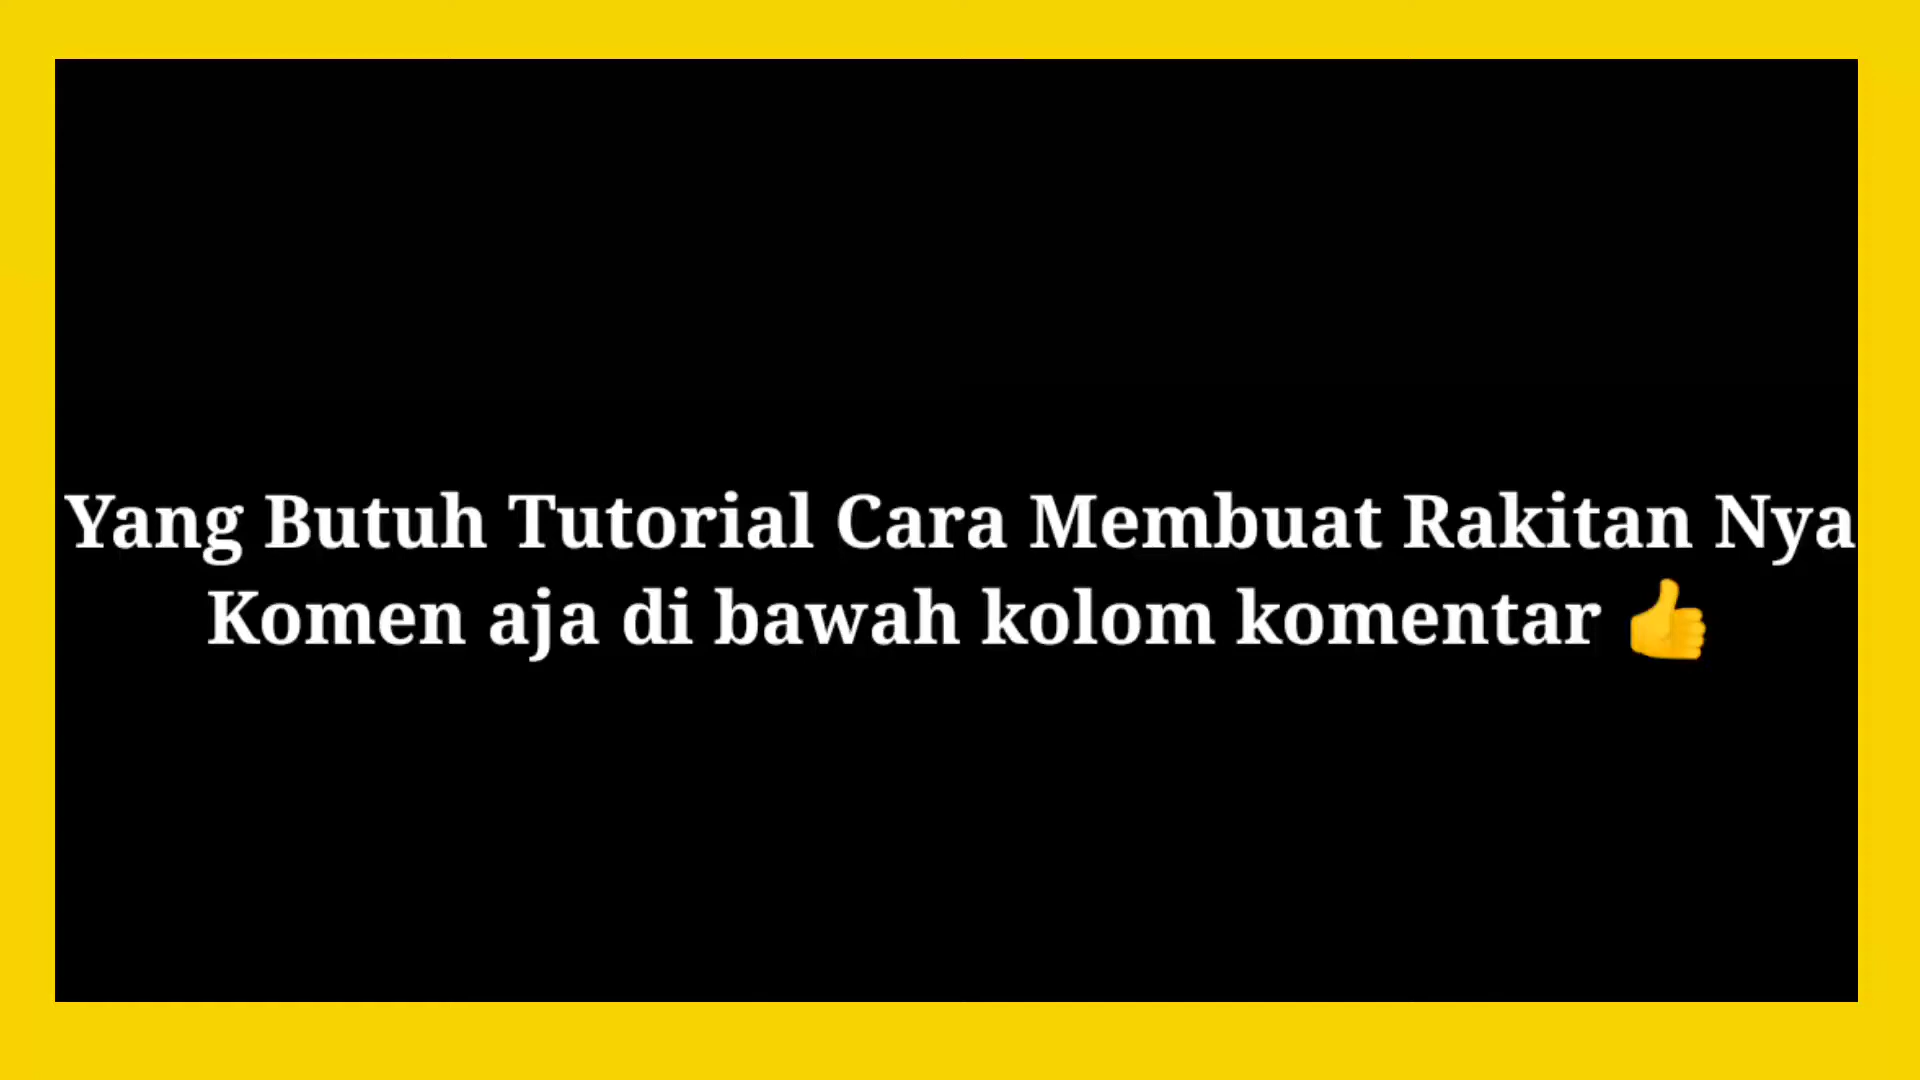 Yang Butuh Tutorial Cara Membuat Rakitan Nya
Komen aja di bawah kolom komentar 👍